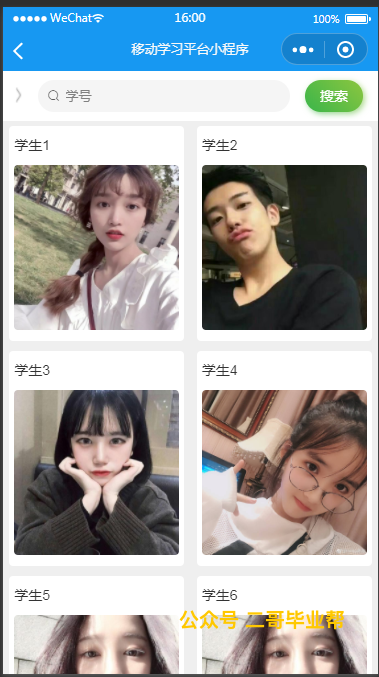 WeChat 16:00 100%
移动学习平台小程序
学号 搜索
学生1 学生2
学生3 学生4
学生5 学生6
公众号 二哥毕业帮